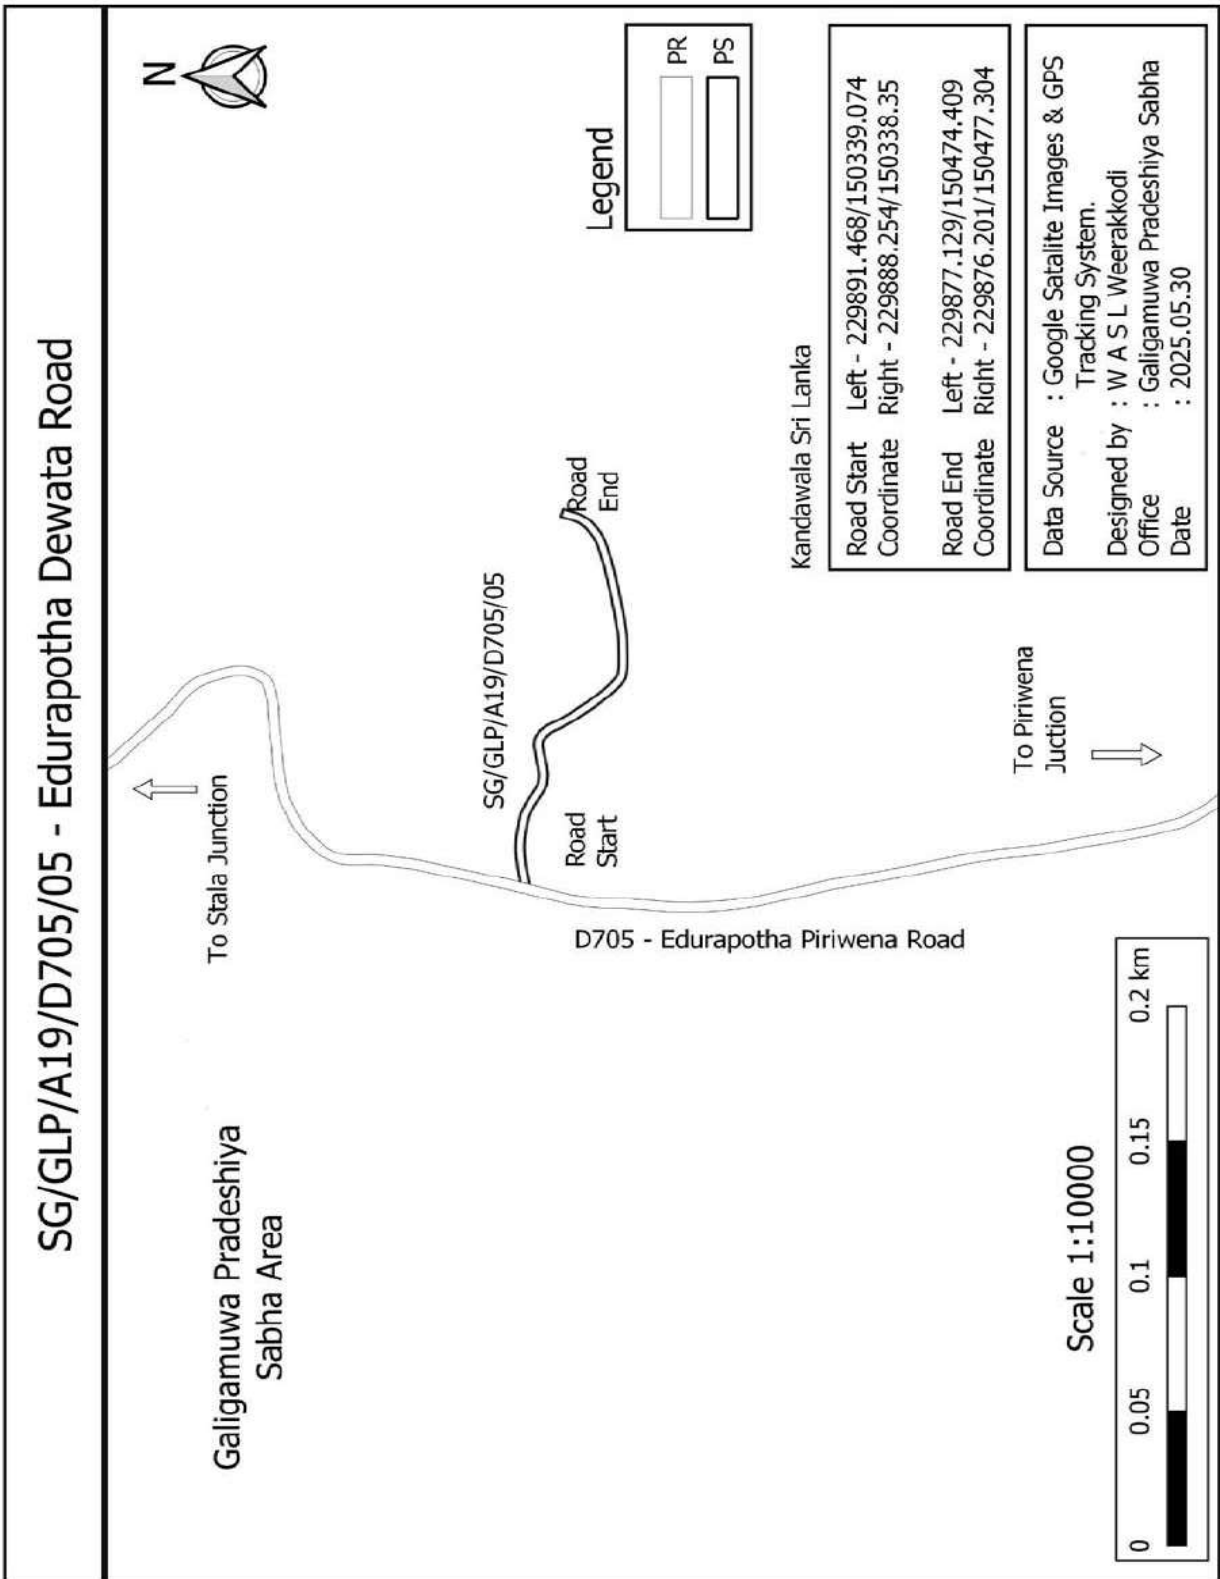 SG/GLP/A19/D705/05 - Edurapotha Dewata Road
N
Galigamuwa Pradeshiya
Sabha Area
To Stala Junction
SG/GLP/A19/D705/05
Road
Start
Road
End
D705 - Edurapotha Piriwena Road
To Piriwena
Juction
Legend
PR
PS
Kandawala Sri Lanka
Road Start Left - 229891.468/150339.074
Coordinate Right - 229888.254/150338.35
Road End Left - 229877.129/150474.409
Coordinate Right - 229876.201/150477.304
Data Source : Google Satalite Images & GPS
Tracking System.
Designed by : W A S L Weerakkodi
Office : Galigamuwa Pradeshiya Sabha
Date : 2025.05.30
Scale 1:10000
0 0.05 0.1 0.15 0.2 km